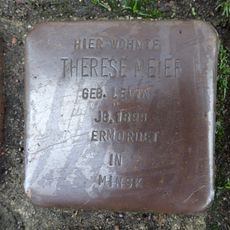 HIER WOHNTE
THERESE MEIER
GEB. LEWIN
JG.
ERMORDET
IN
MINSK